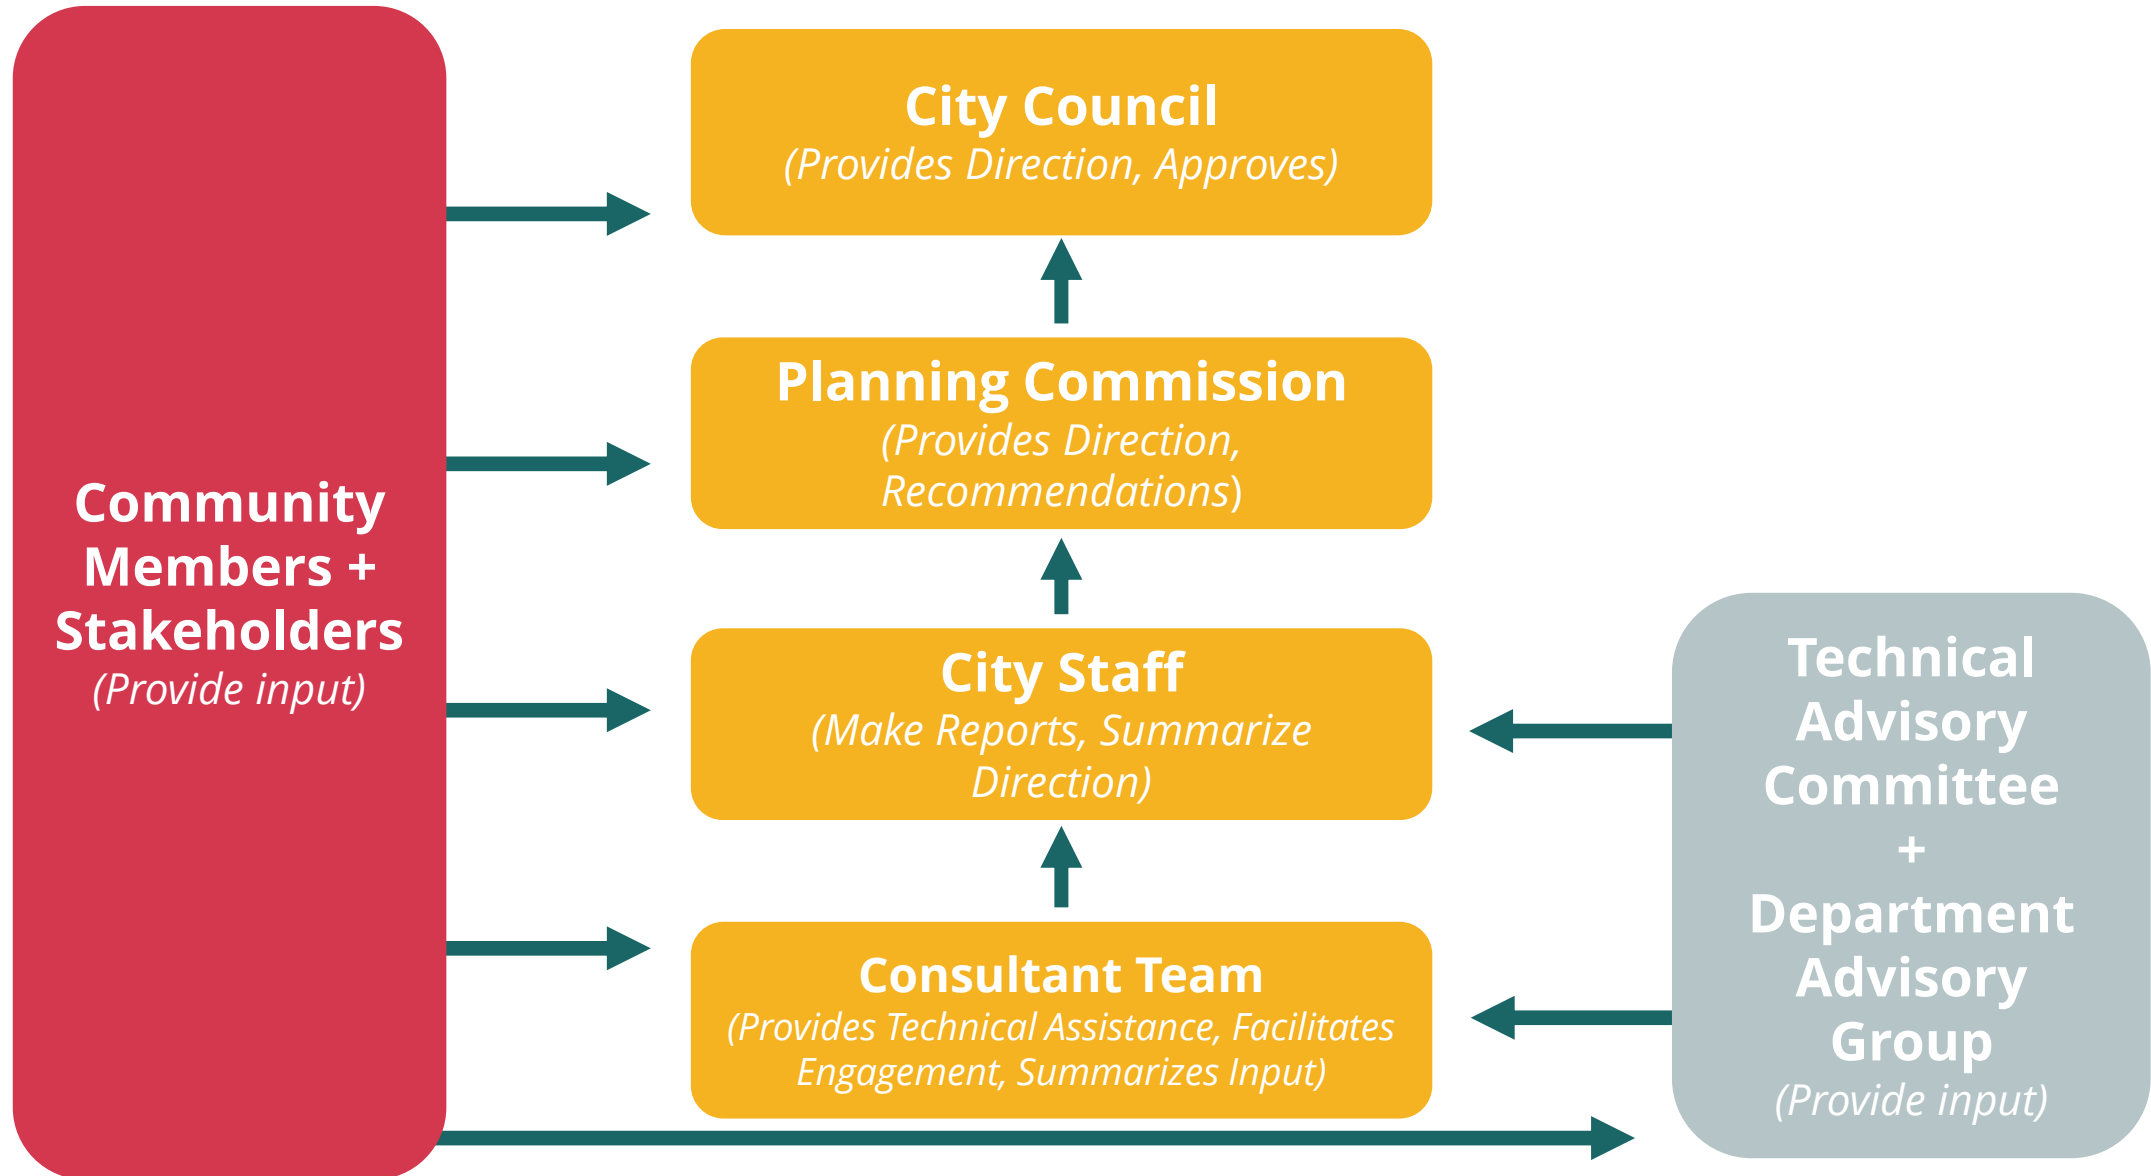 Community
Members +
Stakeholders
(Provide input)
City Council
(Provides Direction, Approves)
Planning Commission
(Provides Direction,
Recommendations)
City Staff
(Make Reports, Summarize
Direction)
Consultant Team
(Provides Technical Assistance, Facilitates
Engagement, Summarizes Input)
Technical
Advisory
Committee
+
Department
Advisory
Group
(Provide input)